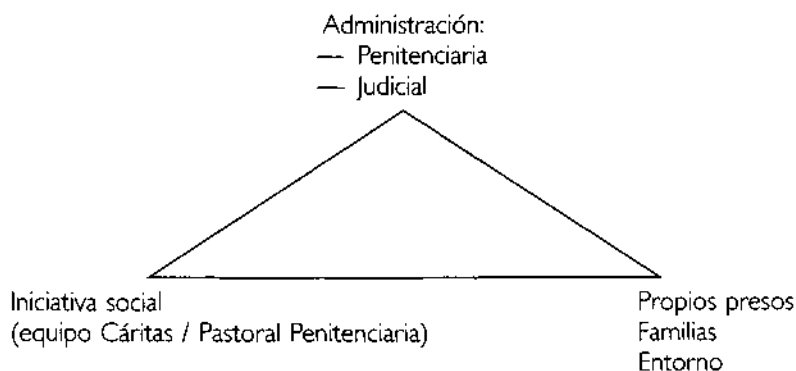 Administración:
— Penitenciaria
— Judicial
Iniciativa social
(equipo Cáritas / Pastoral Penitenciaria)
Propios presos
Familias
Entorno